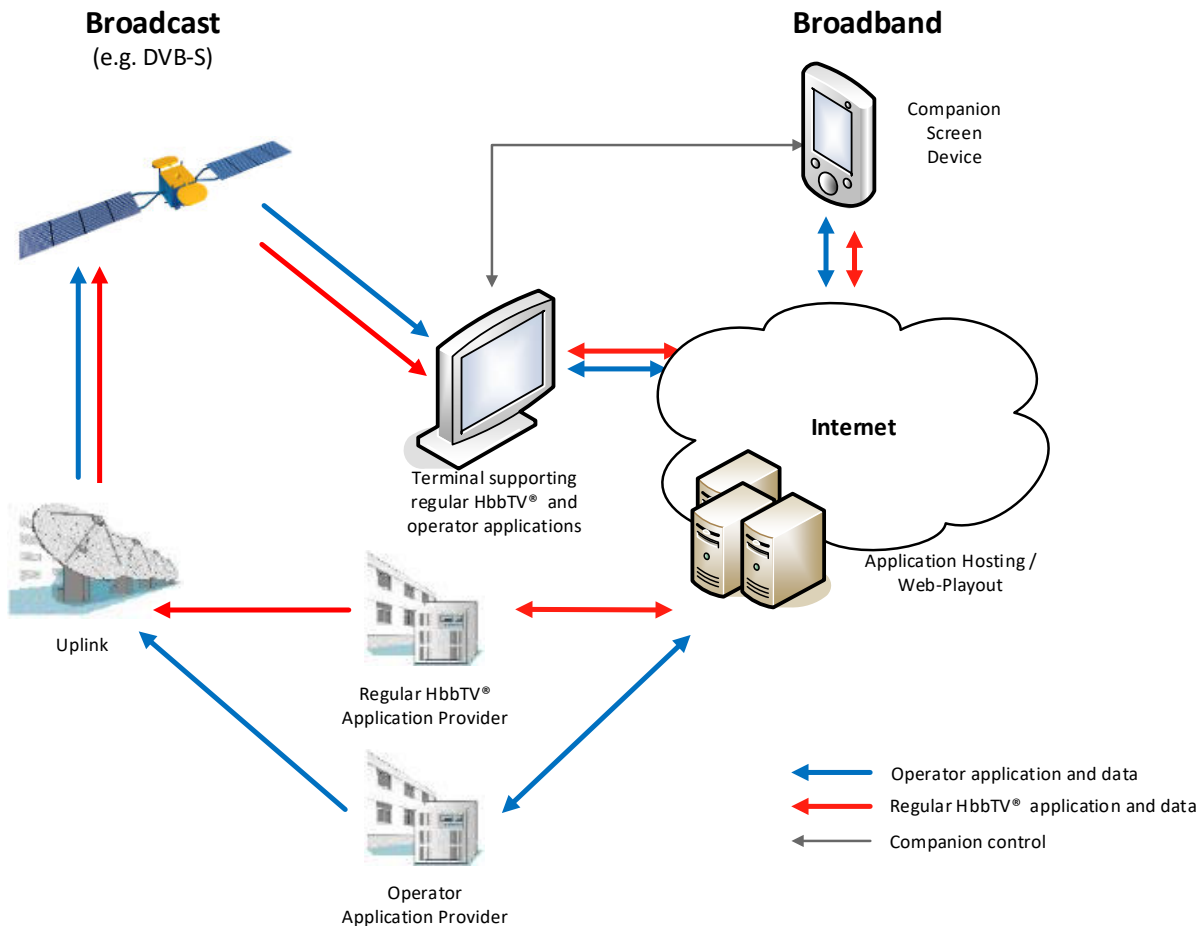 Broadcast
(e.g. DVB-S)
Broadband
Companion
Screen
Device
Internet
Terminal supporting
regular HbbTV® and
operator applications
Application Hosting /
Web-Playout
Uplink
Regular HbbTV®
Application Provider
Operator
Application Provider
Operator application and data
Regular HbbTV® application and data
Companion control